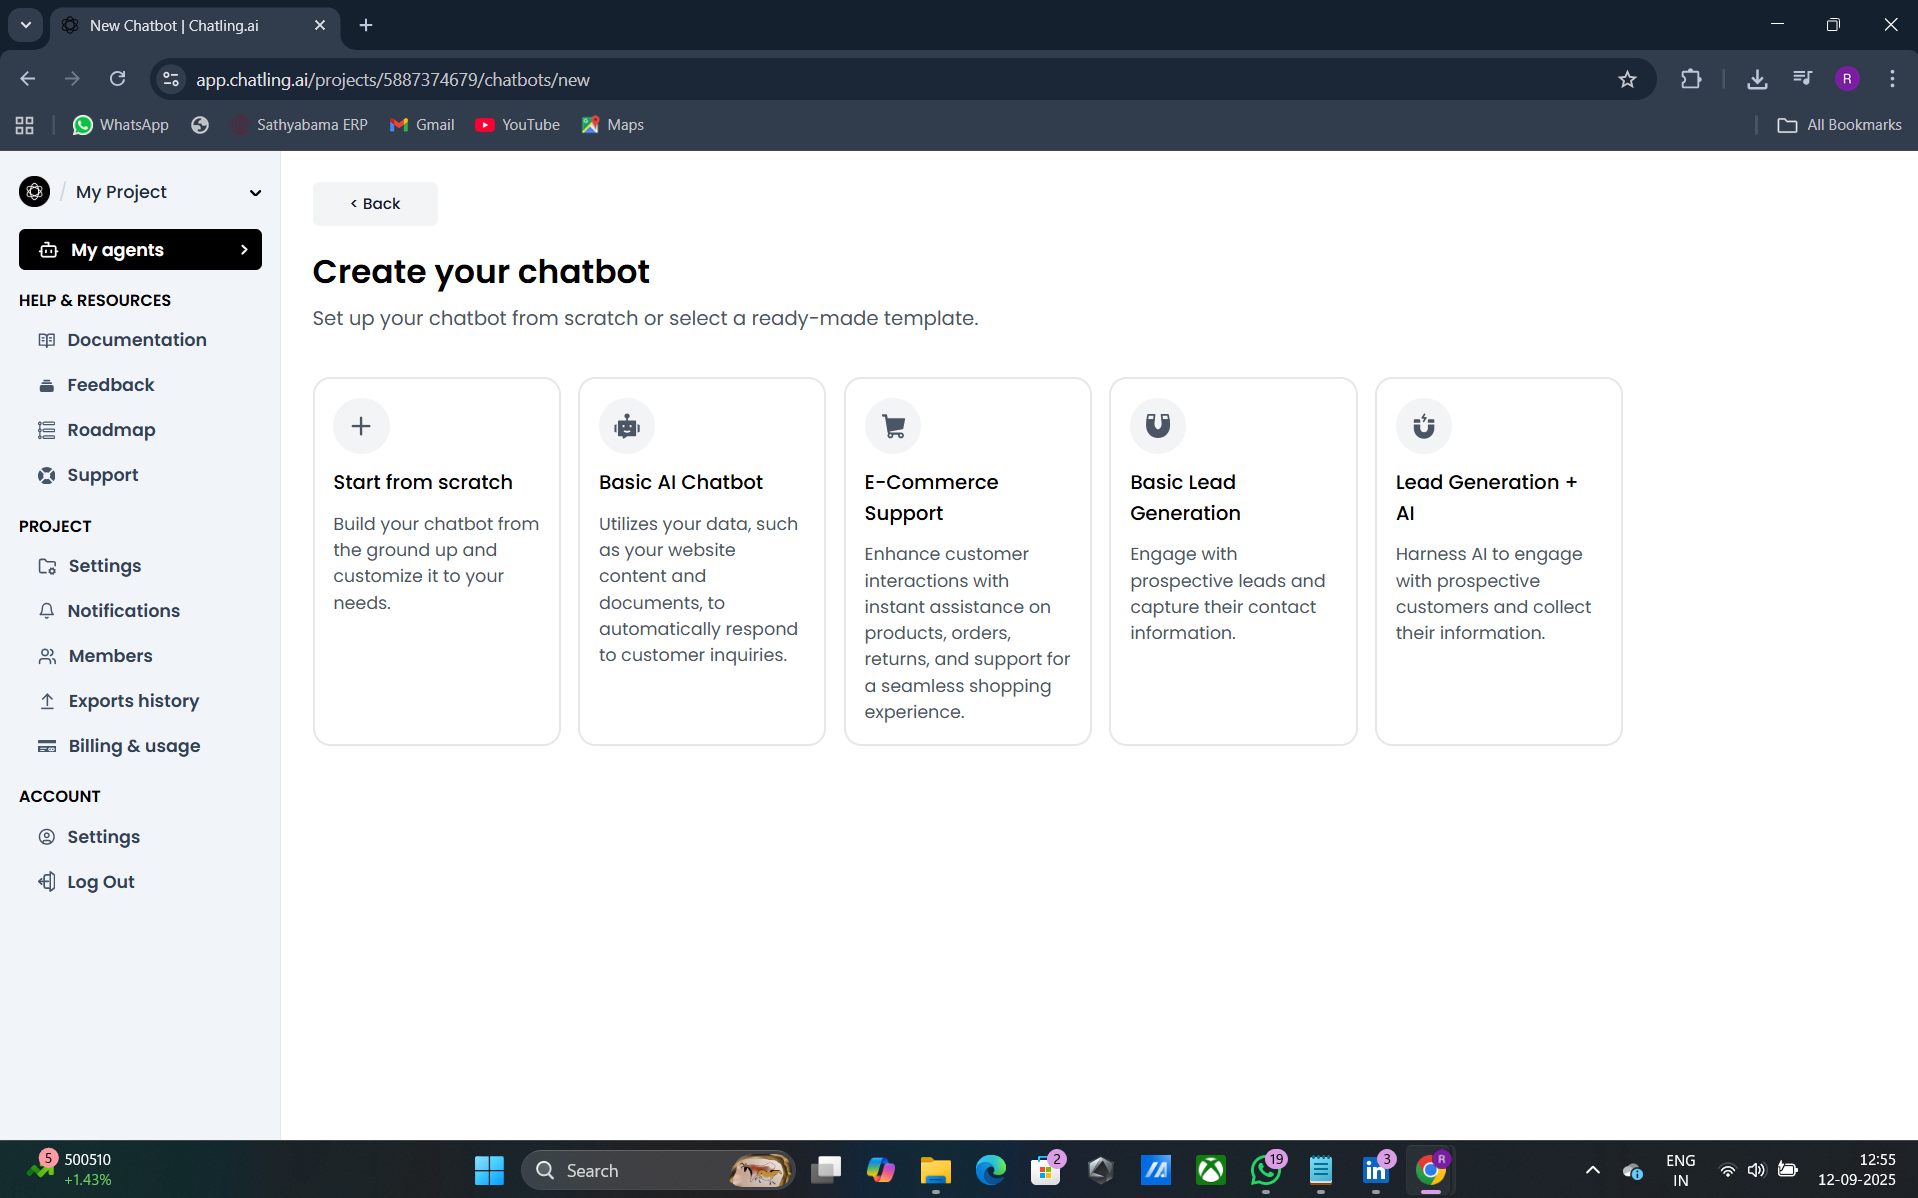 New Chatbot | Chatling.ai
app.chatling.ai/projects/5887374679/chatbots/new
R
WhatsApp
Sathyabama ERP
Gmail
YouTube
Maps
All Bookmarks
My Project
My agents
HELP & RESOURCES
Documentation
Feedback
Roadmap
Support
PROJECT
Settings
Notifications
Members
Exports history
Billing & usage
ACCOUNT
Settings
Log Out
< Back
Create your chatbot
Set up your chatbot from scratch or select a ready-made template.
Start from scratch
Build your chatbot from
the ground up and
customize it to your
needs.
Basic AI Chatbot
Utilizes your data, such
as your website
content and
documents, to
automatically respond
to customer inquiries.
E-Commerce
Support
Enhance customer
interactions with
instant assistance on
products, orders,
returns, and support for
a seamless shopping
experience.
Basic Lead
Generation
Engage with
prospective leads and
capture their contact
information.
Lead Generation +
AI
Harness AI to engage
with prospective
customers and collect
their information.
5
500510
+1.43%
Search
2
19
in
3
R
ENG
IN
12:55
12-09-2025